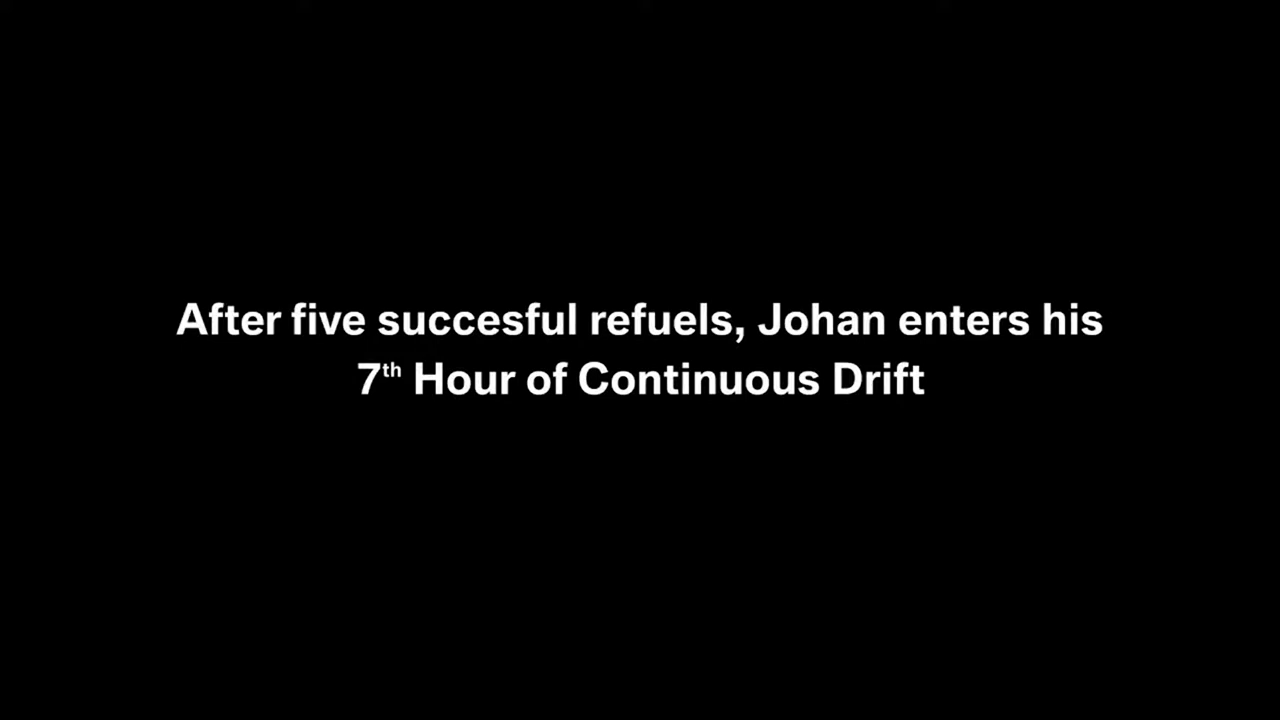 After five succesful refuels, Johan enters his
7th Hour of Continuous Drift